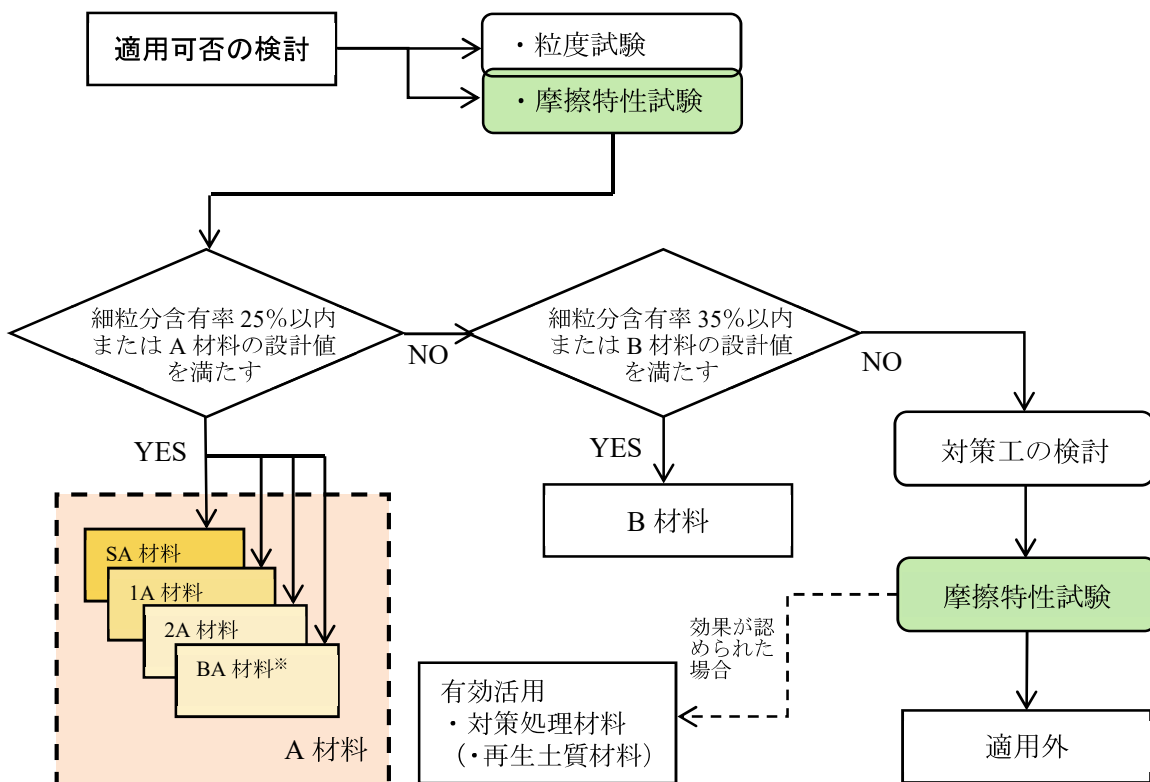 適用可否の検討
・粒度試験
・摩擦特性試験
細粒分含有率 25%以内
または A 材料の設計値
を満たす
NO
細粒分含有率 35%以内
または B 材料の設計値
を満たす
NO
YES
YES
対策工の検討
B 材料
SA 材料
1A 材料
2A 材料
BA 材料※
A 材料
摩擦特性試験
効果が認
められた
場合
有効活用
・対策処理材料
（・再生土質材料）
適用外